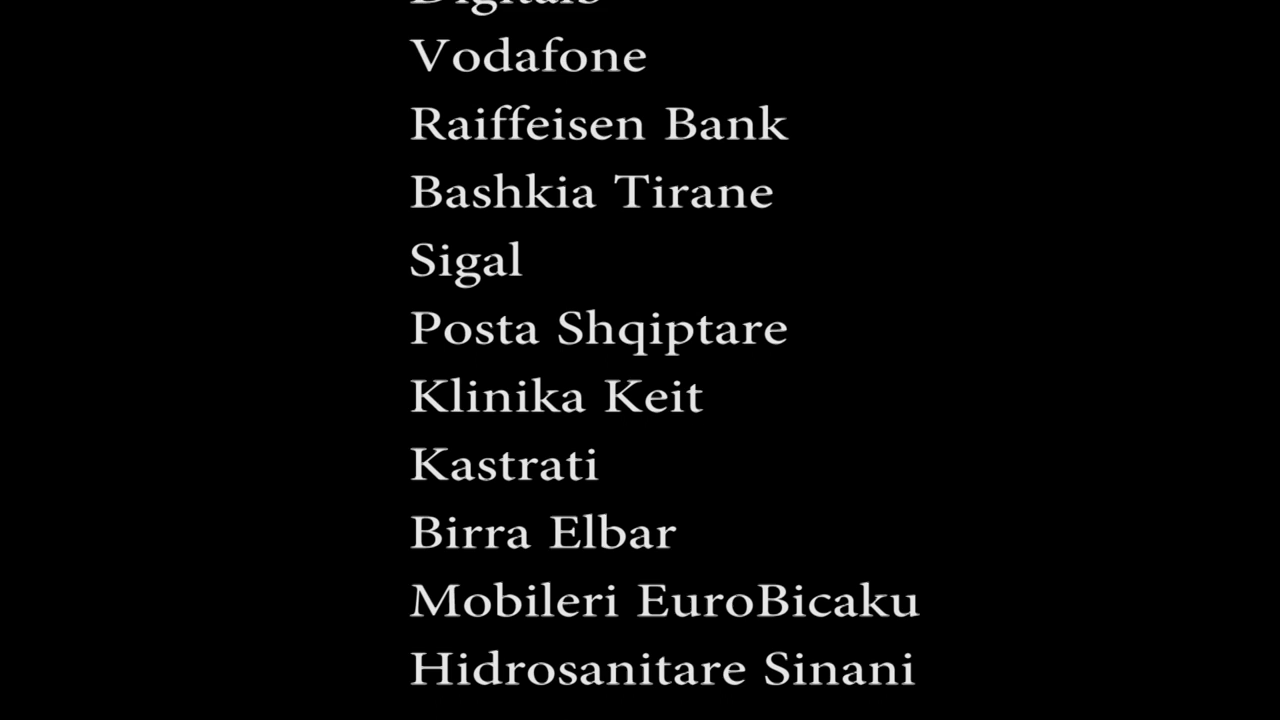 Vodafone
Raiffeisen Bank
Bashkia Tirane
Sigal
Posta Shqiptare
Klinika Keit
Kastrati
Birra Elbar
Mobileri EuroBicaku
Hidrosanitare Sinani